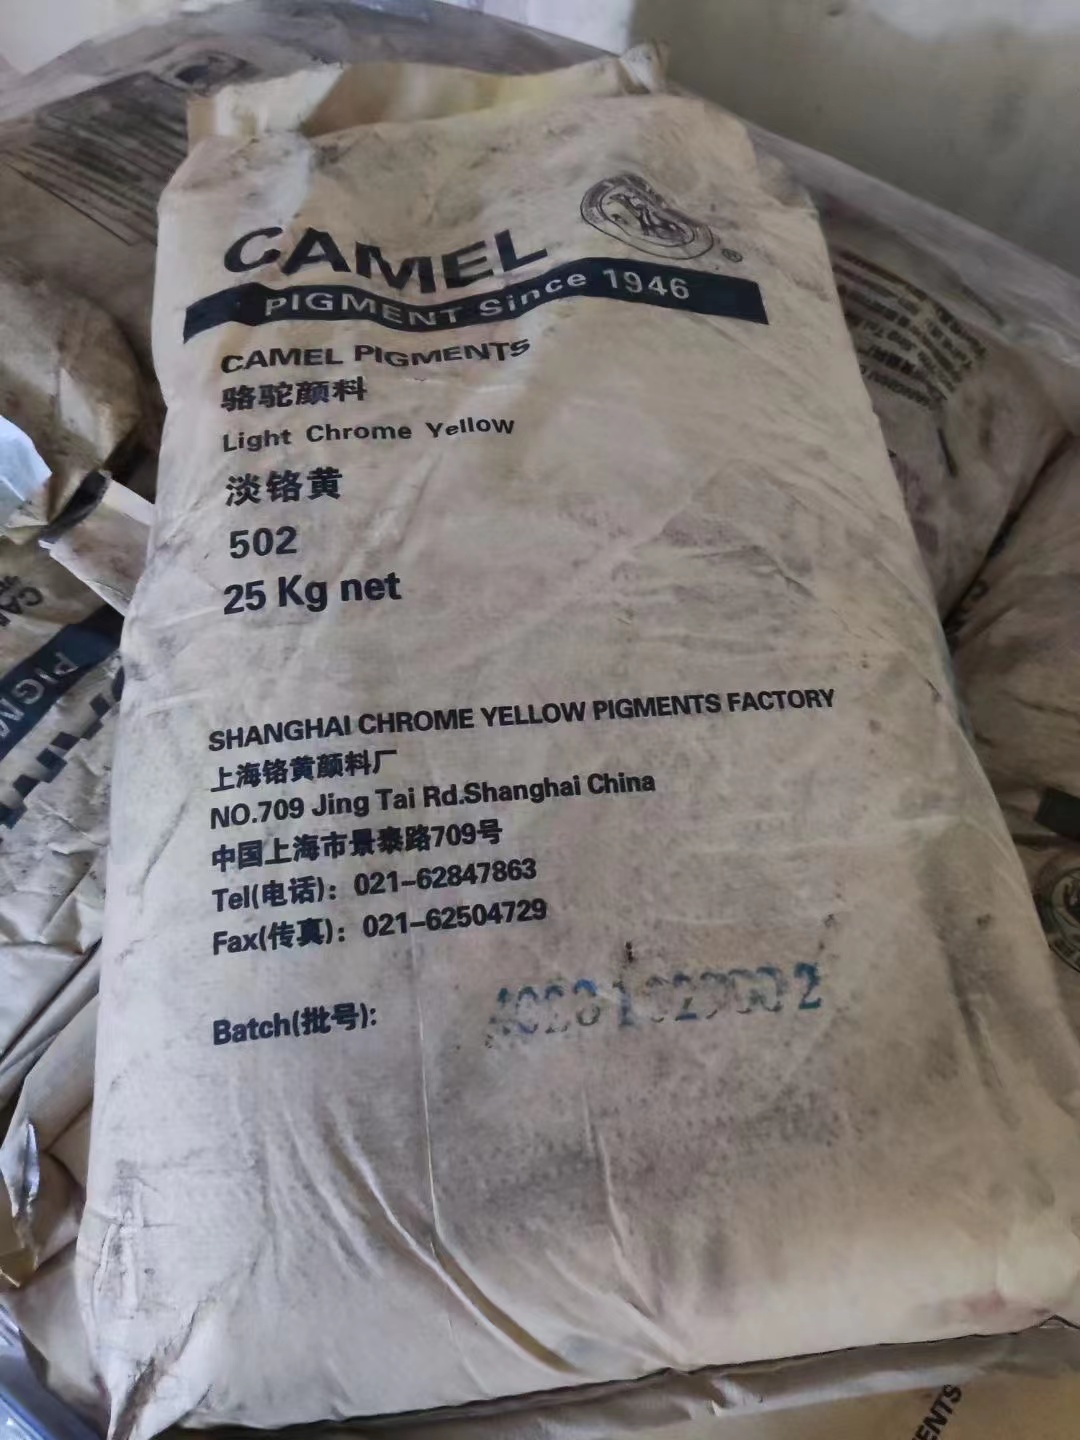 CAMEL
®
PIGMENT Since 1946
CAMEL PIGMENTS
骆驼颜料
Light Chrome Yellow
淡铬黄
502
25 Kg net
SHANGHAI CHROME YELLOW PIGMENTS FACTORY
上海铬黄颜料厂
NO.709 Jing Tai Rd.Shanghai China
中国上海市景泰路709号
Tel(电话)：021-62847863
Fax(传真)：021-62504729
Batch(批号):